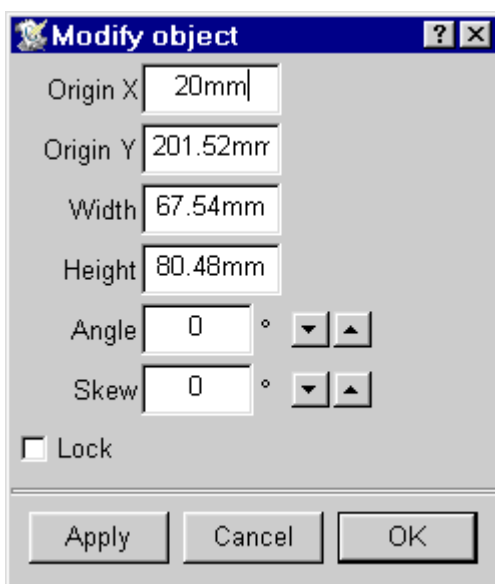 Modify object
Origin X 20mm
Origin Y 201.52mm
Width 67.54mm
Height 80.48mm
Angle 0 °
Skew 0 °
Lock
Apply Cancel OK